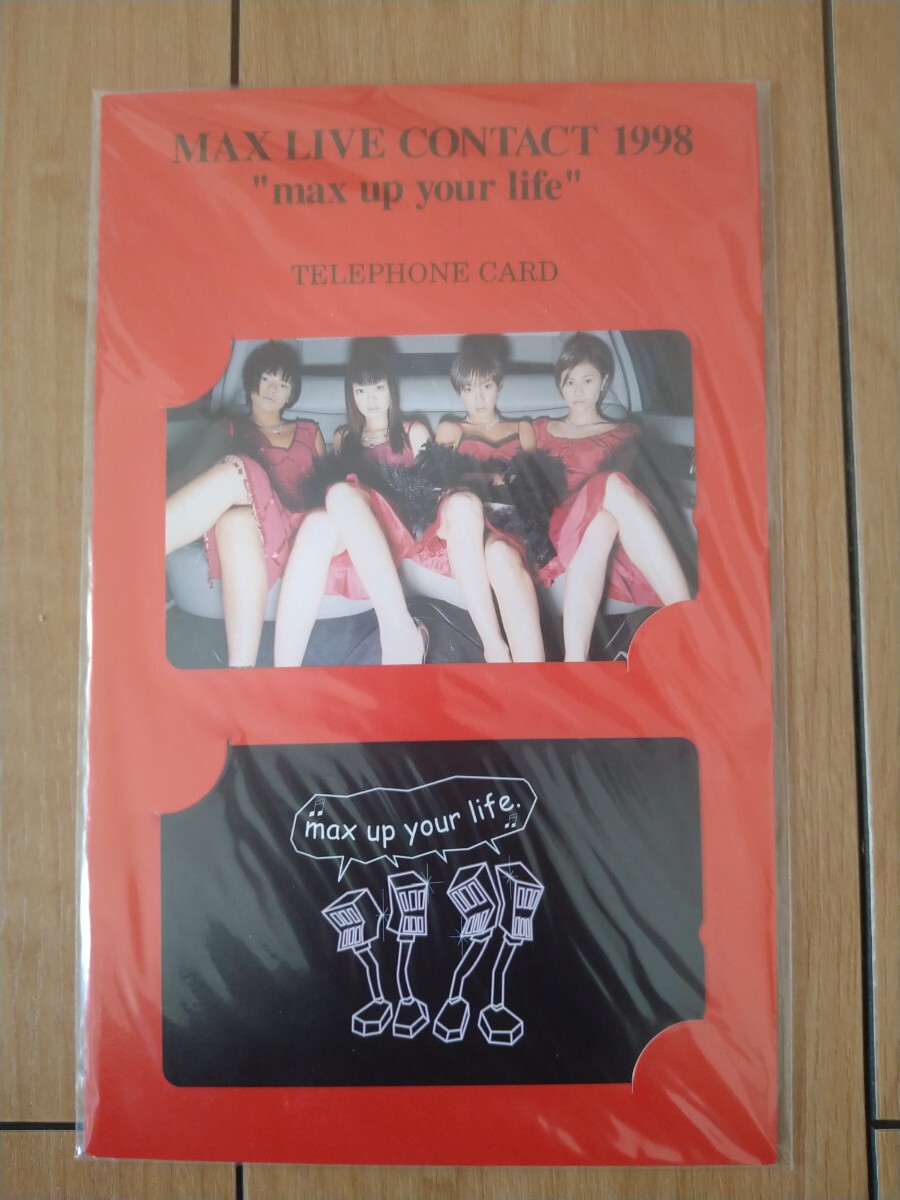 MAX LIVE CONTACT 1998
"max up your life"
TELEPHONE CARD
max up your life.